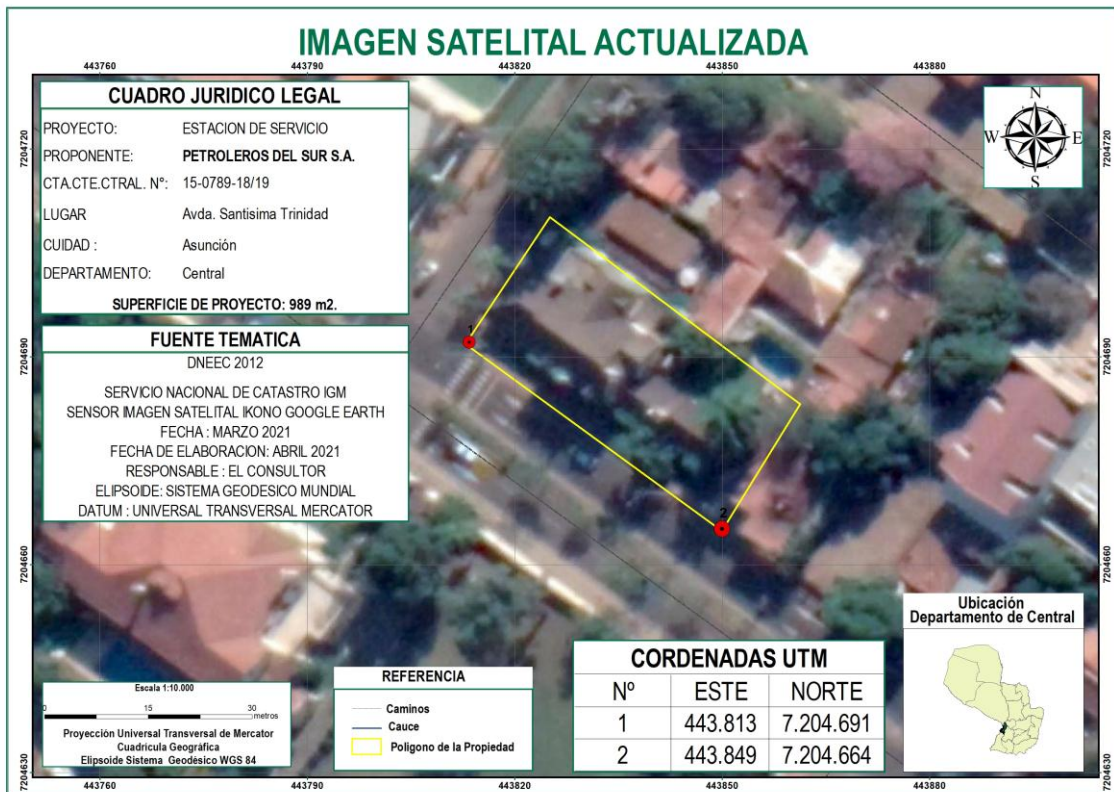 IMAGEN SATELITAL ACTUALIZADA
443760 443790 443820 443850 443880
CUADRO JURIDICO LEGAL
PROYECTO: ESTACION DE SERVICIO
PROPONENTE: PETROLEROS DEL SUR S.A.
CTA.CTE.CTRAL. N°: 15-0789-18/19
LUGAR Avda. Santisima Trinidad
CUIDAD : Asunción
DEPARTAMENTO: Central
SUPERFICIE DE PROYECTO: 989 m2.
FUENTE TEMATICA
DNEEC 2012
SERVICIO NACIONAL DE CATASTRO IGM
SENSOR IMAGEN SATELITAL IKONO GOOGLE EARTH
FECHA : MARZO 2021
FECHA DE ELABORACION: ABRIL 2021
RESPONSABLE : EL CONSULTOR
ELIPSOIDE: SISTEMA GEODESICO MUNDIAL
DATUM : UNIVERSAL TRANSVERSAL MERCATOR
N
W E
S
7204720 7204720
7204690 7204690
7204660 7204660
7204630 7204630
1
2
Escala 1:10.000
0 15 30
metros
Proyección Universal Transversal de Mercator
Cuadricula Geográfica
Elipsoide Sistema Geodésico WGS 84
REFERENCIA
Caminos
Cauce
Poligono de la Propiedad
CORDENADAS UTM
Nº ESTE NORTE
1 443.813 7.204.691
2 443.849 7.204.664
Ubicación
Departamento de Central
443760 443790 443820 443850 443880